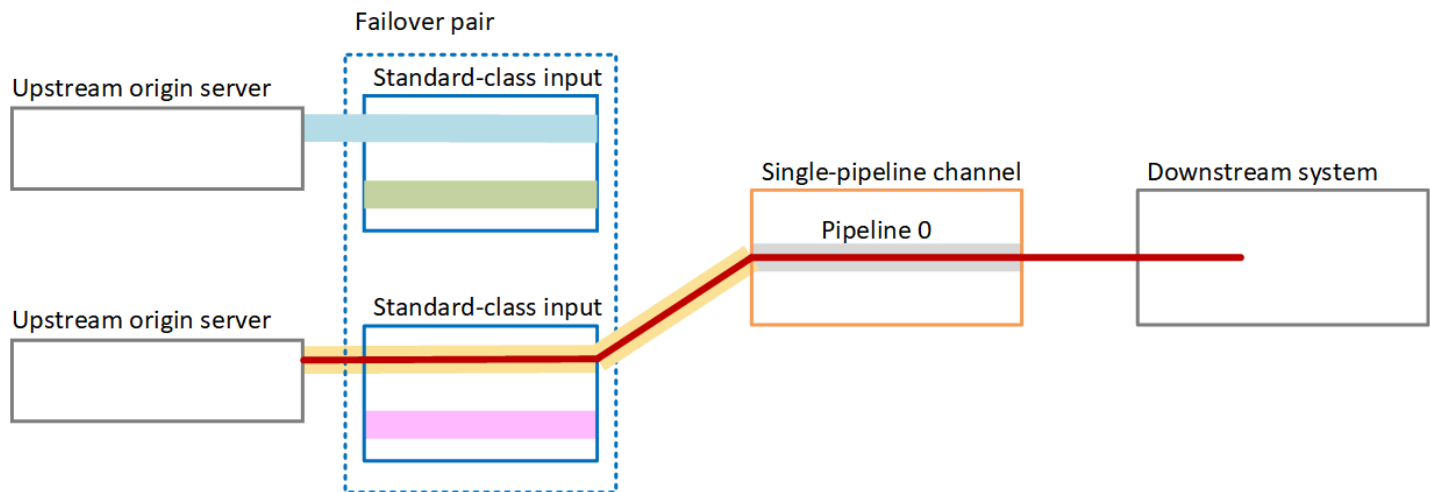 Failover pair
Upstream origin server
Standard-class input
Single-pipeline channel
Downstream system
Pipeline 0
Upstream origin server
Standard-class input